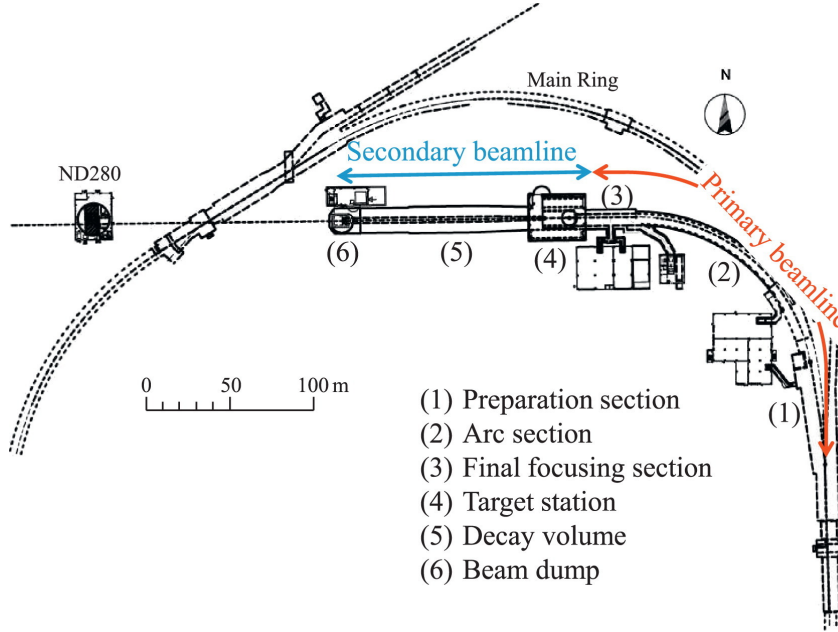 Main Ring
N
ND280
Secondary beamline
Primary beamline
(3)
(6)
(5)
(4)
(2)
(1)
0 50 100 m
(1) Preparation section
(2) Arc section
(3) Final focusing section
(4) Target station
(5) Decay volume
(6) Beam dump